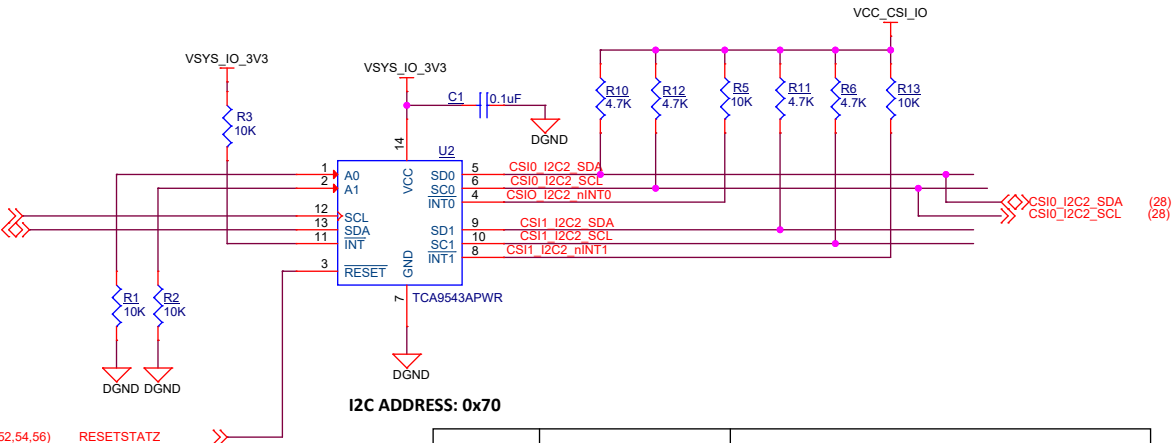 VCC_CSI_IO
VSYS_IO_3V3
VSYS_IO_3V3
R3
10K
C1
0.1uF
DGND
R10
4.7K
R12
4.7K
R5
10K
R11
4.7K
R6
4.7K
R13
10K
U2
14
VCC
1
A0
2
A1
12
SCL
13
SDA
11
INT
3
RESET
GND
7
SD0
5
CSI0_I2C2_SDA
SC0
6
CSI0_I2C2_SCL
INT0
4
CSIO_I2C2_nINT0
SD1
9
CSI1_I2C2_SDA
SC1
10
CSI1_I2C2_SCL
INT1
8
CSI1_I2C2_nINT1
CSI0_I2C2_SDA (28)
CSI0_I2C2_SCL (28)
TCA9543APWR
R1
10K
R2
10K
DGND
DGND
DGND
I2C ADDRESS: 0x70
52,54,56) RESETSTATZ